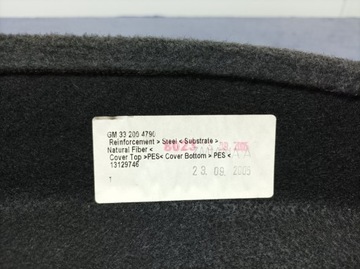 GM 33 200 4790
Reinforcement > Steel < Substrate >
Natural Fiber <
Cover Top >PES< Cover Bottom > PES <
13129746
23.09.2005
1